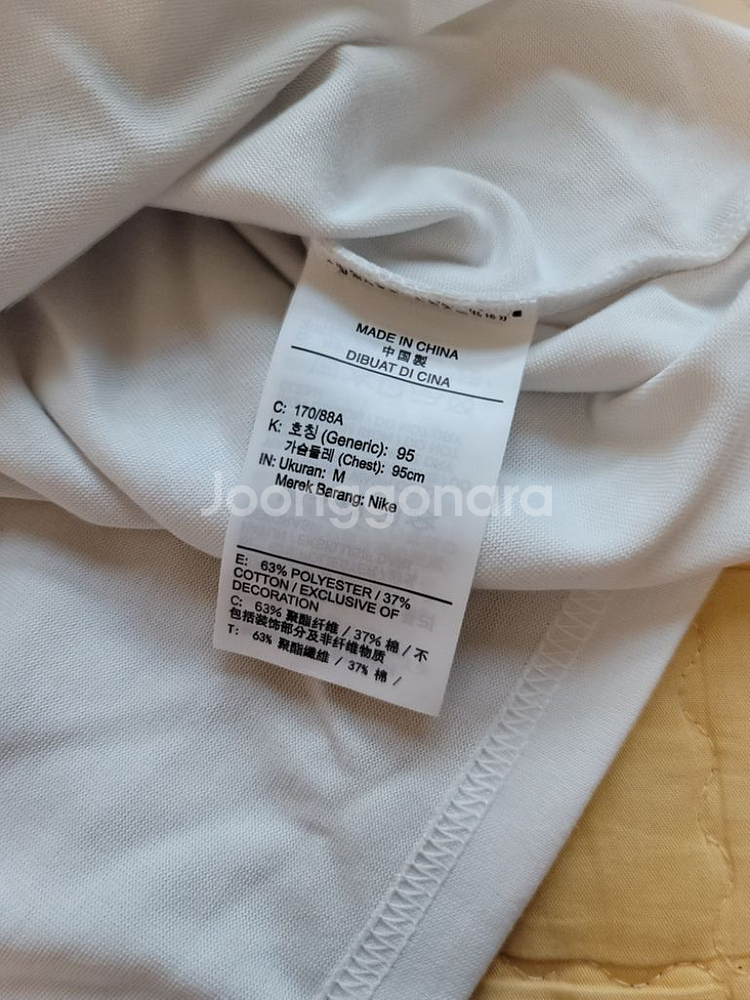 MADE IN CHINA
中国製
DIBUAT DI CINA
C: 170/88A
K: 호칭 (Generic): 95
가슴둘레 (Chest): 95cm
IN: Ukuran: M
Merek Barang: Nike
Joonggonara
E: 63% POLYESTER / 37%
COTTON / EXCLUSIVE OF
DECORATION
C: 63% 聚酯纤维 / 37% 棉 / 不
包括装饰部分及非纤维物质
T: 63% 聚酯纖維 / 37% 棉 /